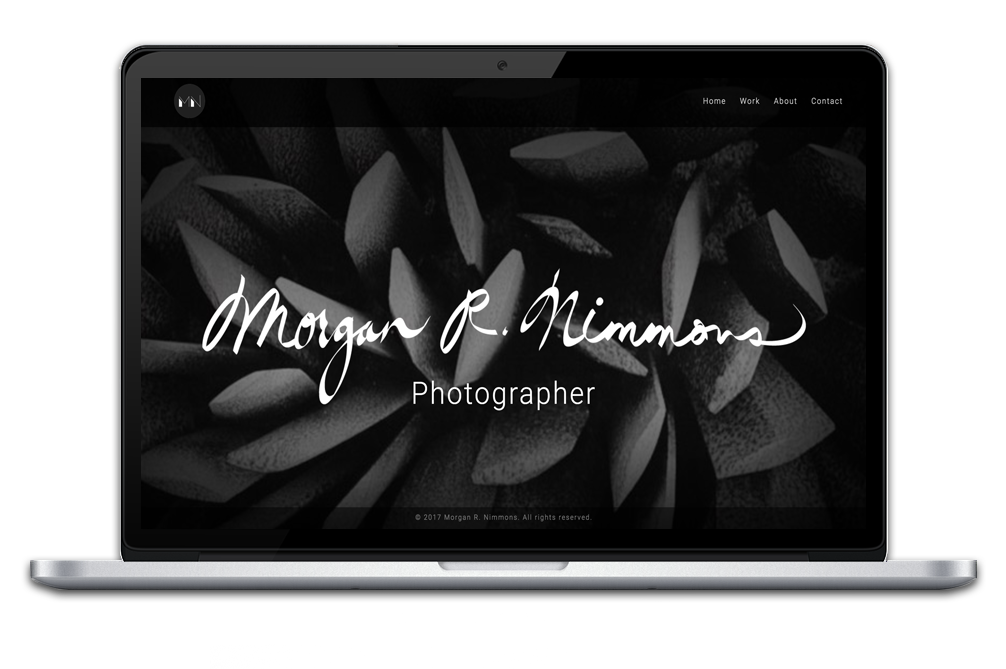 MN
Home Work About Contact
Morgan R. Nimmons
Photographer
© 2017 Morgan R. Nimmons. All rights reserved.